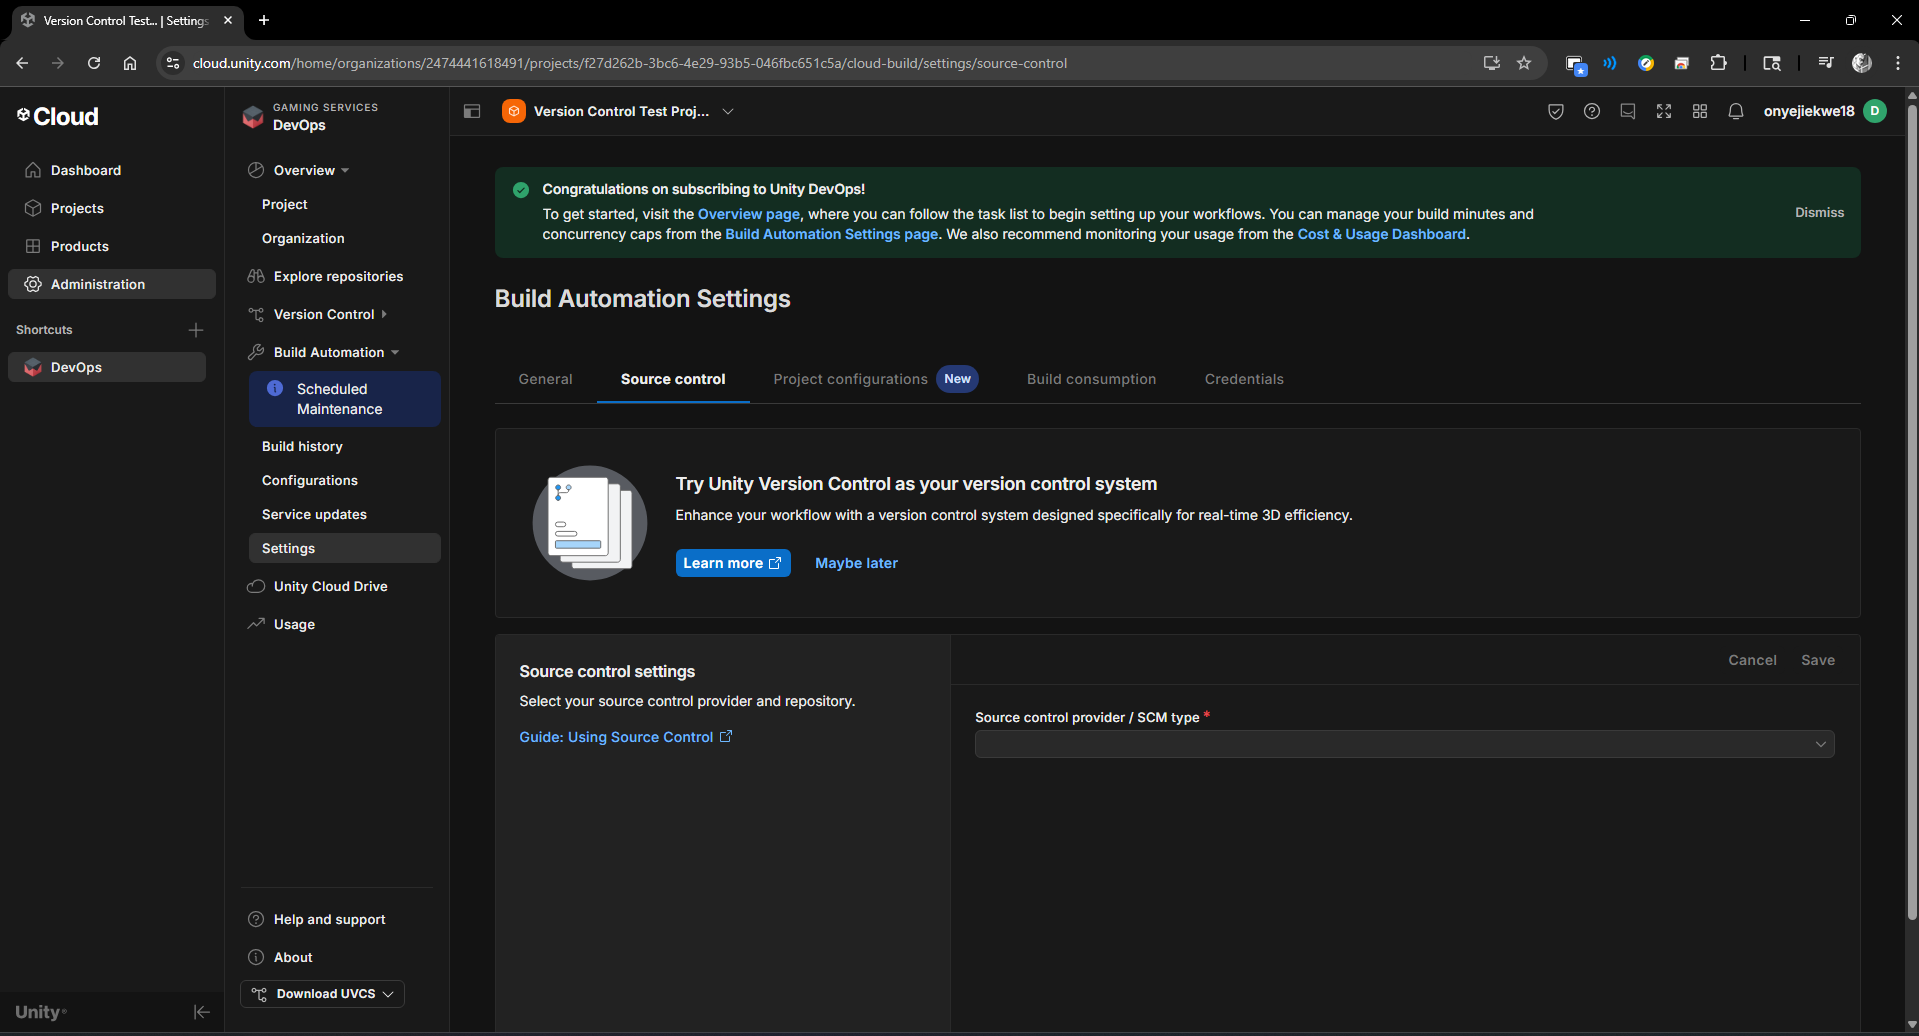 Version Control Test... | Settings
cloud.unity.com/home/organizations/2474441618491/projects/f27d262b-3bc6-4e29-93b5-046fbc651c5a/cloud-build/settings/source-control
Cloud
Dashboard
Projects
Products
Administration
Shortcuts
DevOps
Unity
GAMING SERVICES
DevOps
Overview
Project
Organization
Explore repositories
Version Control
Build Automation
Scheduled
Maintenance
Build history
Configurations
Service updates
Settings
Unity Cloud Drive
Usage
Help and support
About
Download UVCS
Version Control Test Proj...
onyejiekwe18
D
Congratulations on subscribing to Unity DevOps!
To get started, visit the Overview page, where you can follow the task list to begin setting up your workflows. You can manage your build minutes and
concurrency caps from the Build Automation Settings page. We also recommend monitoring your usage from the Cost & Usage Dashboard.
Dismiss
Build Automation Settings
General
Source control
Project configurations New
Build consumption
Credentials
Try Unity Version Control as your version control system
Enhance your workflow with a version control system designed specifically for real-time 3D efficiency.
Learn more
Maybe later
Source control settings
Select your source control provider and repository.
Guide: Using Source Control
Cancel
Save
Source control provider / SCM type *